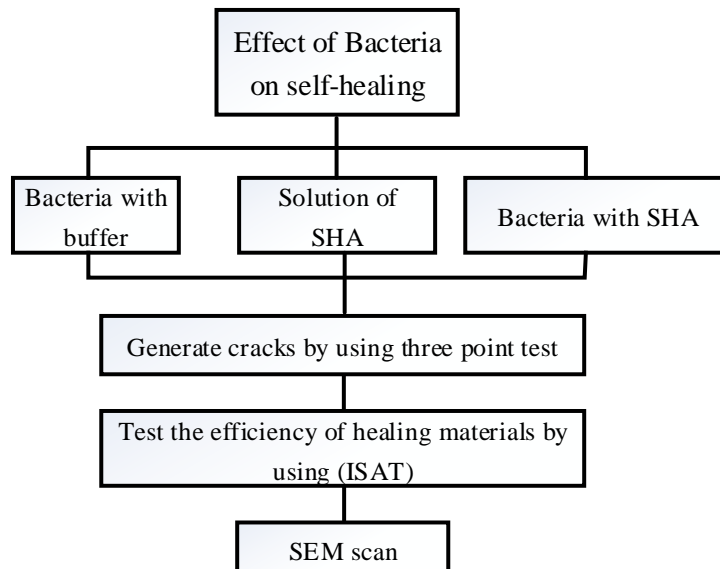 Effect of Bacteria
on self-healing
Bacteria with
buffer
Solution of
SHA
Bacteria with SHA
Generate cracks by using three point test
Test the efficiency of healing materials by
using (ISAT)
SEM scan